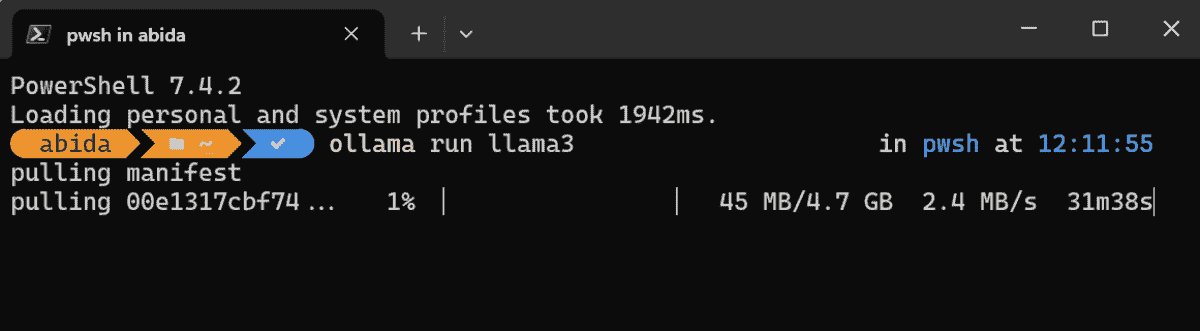 pwsh in abida
PowerShell 7.4.2
Loading personal and system profiles took 1942ms.
abida ~ ollama run llama3 in pwsh at 12:11:55
pulling manifest
pulling 00e1317cbf74... 1% 45 MB/4.7 GB 2.4 MB/s 31m38s